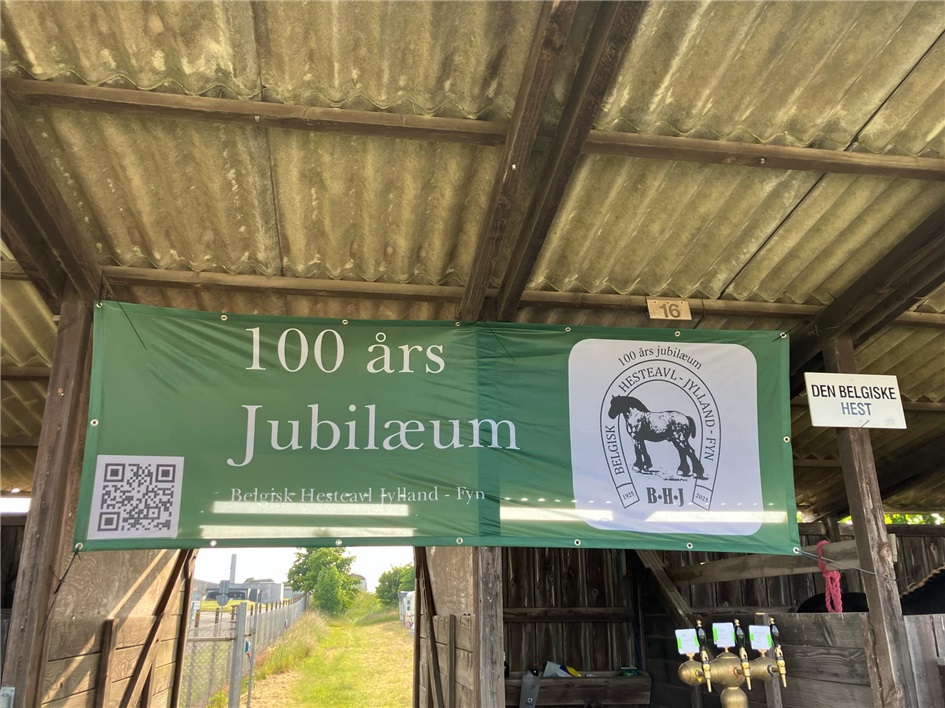 16
100 års
Jubilæum
Belgisk Hesteavl Jylland - Fyn
100 års jubilæum
BELGISK HESTEAVL - JYLLAND - FYN
1925 B·H·J 2025
DEN BELGISKE
HEST